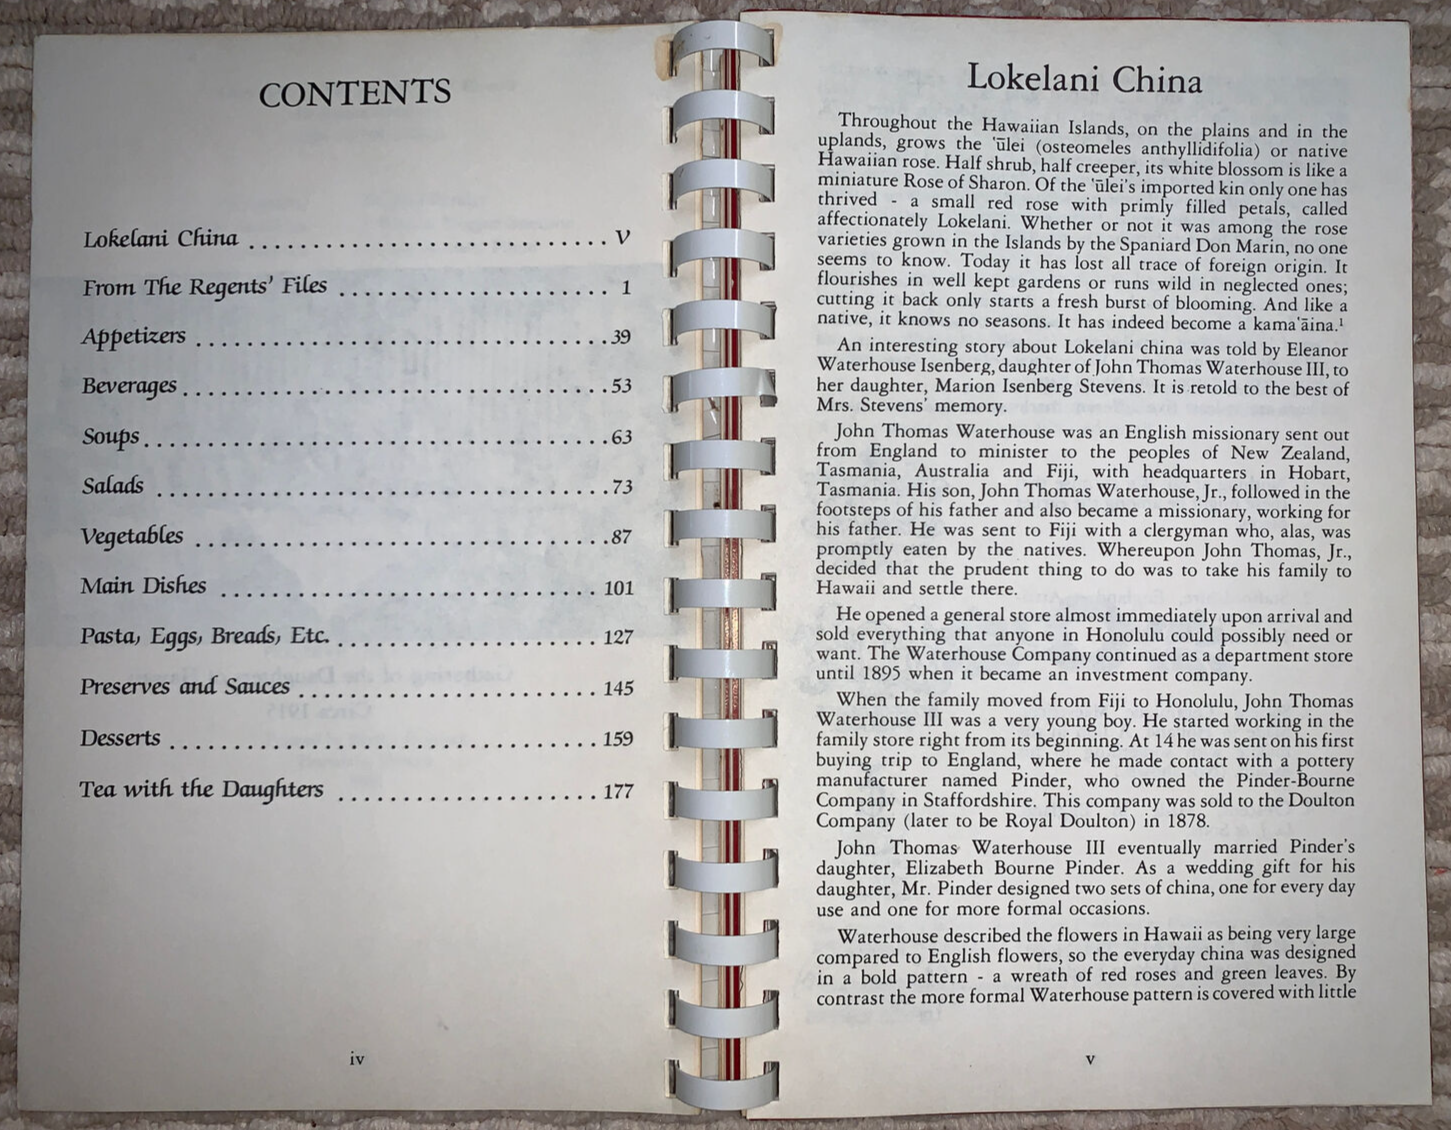 CONTENTS
Lokelani China ............................ V
From The Regents' Files ..................... 1
Appetizers ................................ 39
Beverages ................................. 53
Soups .................................... 63
Salads ................................... 73
Vegetables ................................ 87
Main Dishes .............................. 101
Pasta, Eggs, Breads, Etc. .................... 127
Preserves and Sauces ....................... 145
Desserts ................................. 159
Tea with the Daughters .................... 177
iv
Lokelani China
Throughout the Hawaiian Islands, on the plains and in the
uplands, grows the 'ūlei (osteomeles anthyllidifolia) or native
Hawaiian rose. Half shrub, half creeper, its white blossom is like a
miniature Rose of Sharon. Of the 'ūlei's imported kin only one has
thrived - a small red rose with primly filled petals, called
affectionately Lokelani. Whether or not it was among the rose
varieties grown in the Islands by the Spaniard Don Marin, no one
seems to know. Today it has lost all trace of foreign origin. It
flourishes in well kept gardens or runs wild in neglected ones;
cutting it back only starts a fresh burst of blooming. And like a
native, it knows no seasons. It has indeed become a kama'āina.¹
An interesting story about Lokelani china was told by Eleanor
Waterhouse Isenberg, daughter of John Thomas Waterhouse III, to
her daughter, Marion Isenberg Stevens. It is retold to the best of
Mrs. Stevens' memory.
John Thomas Waterhouse was an English missionary sent out
from England to minister to the peoples of New Zealand,
Tasmania, Australia and Fiji, with headquarters in Hobart,
Tasmania. His son, John Thomas Waterhouse, Jr., followed in the
footsteps of his father and also became a missionary, working for
his father. He was sent to Fiji with a clergyman who, alas, was
promptly eaten by the natives. Whereupon John Thomas, Jr.,
decided that the prudent thing to do was to take his family to
Hawaii and settle there.
He opened a general store almost immediately upon arrival and
sold everything that anyone in Honolulu could possibly need or
want. The Waterhouse Company continued as a department store
until 1895 when it became an investment company.
When the family moved from Fiji to Honolulu, John Thomas
Waterhouse III was a very young boy. He started working in the
family store right from its beginning. At 14 he was sent on his first
buying trip to England, where he made contact with a pottery
manufacturer named Pinder, who owned the Pinder-Bourne
Company in Staffordshire. This company was sold to the Doulton
Company (later to be Royal Doulton) in 1878.
John Thomas Waterhouse III eventually married Pinder's
daughter, Elizabeth Bourne Pinder. As a wedding gift for his
daughter, Mr. Pinder designed two sets of china, one for every day
use and one for more formal occasions.
Waterhouse described the flowers in Hawaii as being very large
compared to English flowers, so the everyday china was designed
in a bold pattern - a wreath of red roses and green leaves. By
contrast the more formal Waterhouse pattern is covered with little
v